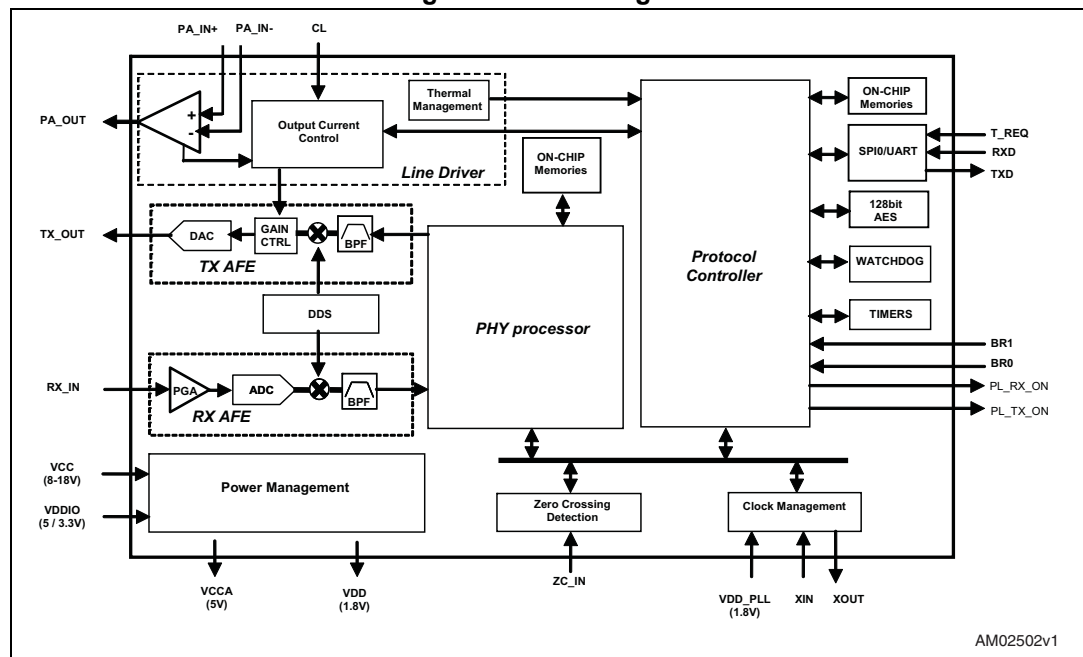 PA_IN+
PA_IN-
CL
Thermal
Management
ON-CHIP
Memories
PA_OUT
+
-
Output Current
Control
T_REQ
SPI0/UART
RXD
TXD
Line Driver
ON-CHIP
Memories
128bit
AES
TX_OUT
DAC
GAIN
CTRL
BPF
TX AFE
Protocol
Controller
WATCHDOG
DDS
PHY processor
TIMERS
BR1
BR0
RX_IN
PGA
ADC
BPF
RX AFE
PL_RX_ON
PL_TX_ON
VCC
(8-18V)
Power Management
VDDIO
(5 / 3.3V)
Zero Crossing
Detection
Clock Management
VCCA
(5V)
VDD
(1.8V)
ZC_IN
VDD_PLL
(1.8V)
XIN
XOUT
AM02502v1